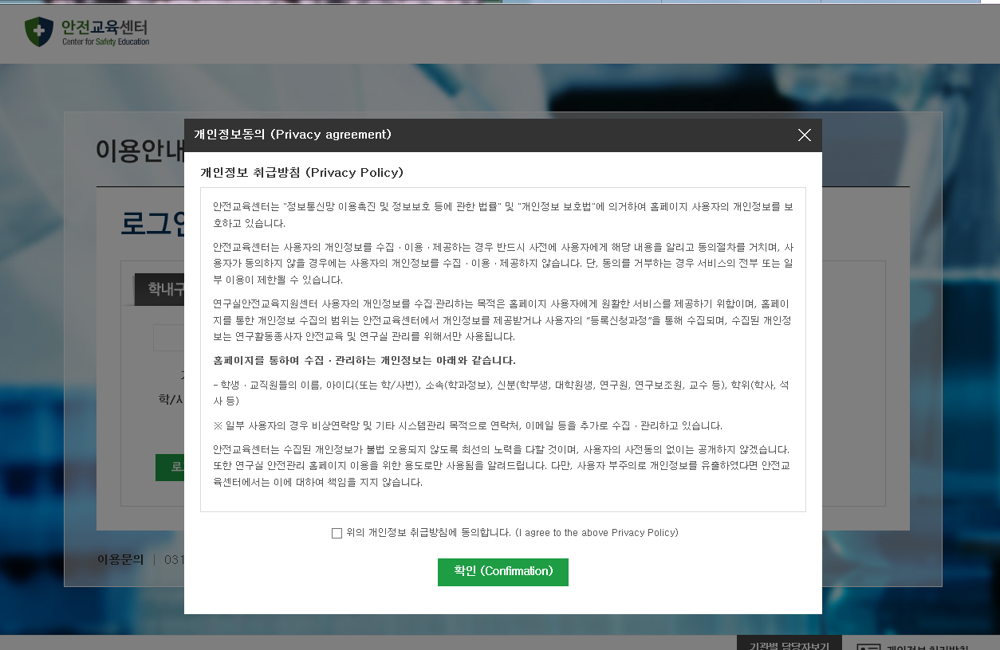 안전교육센터
Center for Safety Education
이용안내
개인정보동의 (Privacy agreement)
개인정보 취급방침 (Privacy Policy)
안전교육센터는 "정보통신망 이용촉진 및 정보보호 등에 관한 법률" 및 "개인정보 보호법"에 의거하여 홈페이지 사용자의 개인정보를 보
호하고 있습니다.
안전교육센터는 사용자의 개인정보를 수집 · 이용 · 제공하는 경우 반드시 사전에 사용자에게 해당 내용을 알리고 동의절차를 거치며, 사
용자가 동의하지 않을 경우에는 사용자의 개인정보를 수집 · 이용 · 제공하지 않습니다. 단, 동의를 거부하는 경우 서비스의 전부 또는 일
부 이용이 제한될 수 있습니다.
연구실안전교육지원센터 사용자의 개인정보를 수집·관리하는 목적은 홈페이지 사용자에게 원활한 서비스를 제공하기 위함이며, 홈페이
지를 통한 개인정보 수집의 범위는 안전교육센터에서 개인정보를 제공받거나 사용자의 “등록신청과정”을 통해 수집되며, 수집된 개인정
보는 연구활동종사자 안전교육 및 연구실 관리를 위해서만 사용됩니다.
홈페이지를 통하여 수집 · 관리하는 개인정보는 아래와 같습니다.
- 학생 · 교직원들의 이름, 아이디(또는 학/사번), 소속(학과정보), 신분(학부생, 대학원생, 연구원, 연구보조원, 교수 등), 학위(학사, 석
사 등)
※ 일부 사용자의 경우 비상연락망 및 기타 시스템관리 목적으로 연락처, 이메일 등을 추가로 수집 · 관리하고 있습니다.
안전교육센터는 수집된 개인정보가 불법 오용되지 않도록 최선의 노력을 다할 것이며, 사용자의 사전동의 없이는 공개하지 않겠습니다.
또한 연구실 안전관리 홈페이지 이용을 위한 용도로만 사용됨을 알려드립니다. 다만, 사용자 부주의로 개인정보를 유출하였다면 안전교
육센터에서는 이에 대하여 책임을 지지 않습니다.
위의 개인정보 취급방침에 동의합니다. (I agree to the above Privacy Policy)
확인 (Confirmation)
로그인
학내구
학/사
로
이용문의 | 031
기관별 담당자보기
개인정보 처리방침